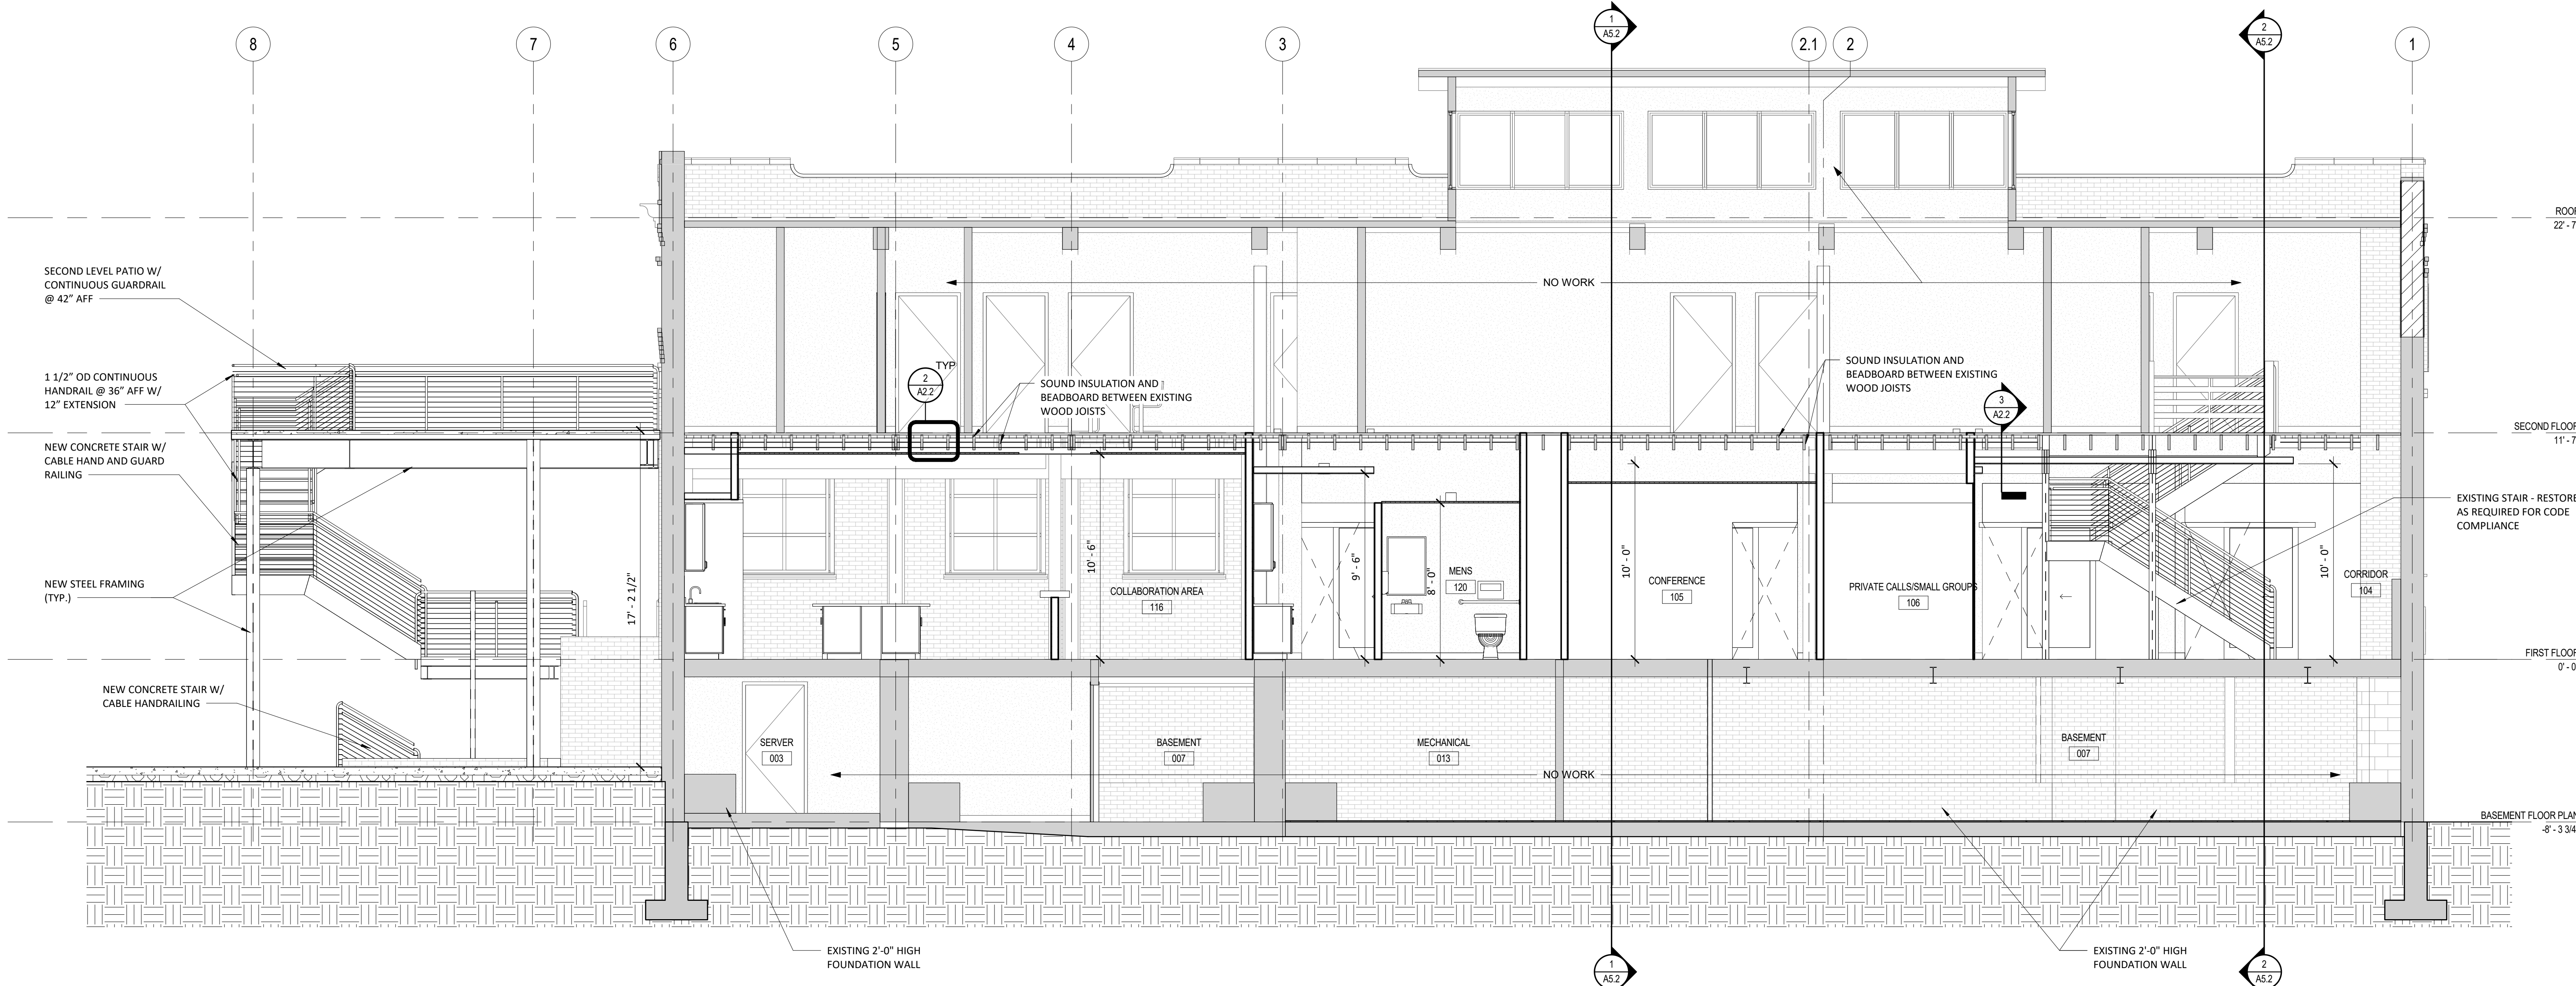 8
7
6
5
4
3
1
A5.2
2.1
2
2
A5.2
1
ROOF
22' - 7
SECOND LEVEL PATIO W/
CONTINUOUS GUARDRAIL
@ 42" AFF
NO WORK
1 1/2" OD CONTINUOUS
HANDRAIL @ 36" AFF W/
12" EXTENSION
TYP
2
A2.2
SOUND INSULATION AND
BEADBOARD BETWEEN EXISTING
WOOD JOISTS
SOUND INSULATION AND
BEADBOARD BETWEEN EXISTING
WOOD JOISTS
3
A2.2
SECOND FLOOR
11' - 7
NEW CONCRETE STAIR W/
CABLE HAND AND GUARD
RAILING
EXISTING STAIR - RESTORE
AS REQUIRED FOR CODE
COMPLIANCE
NEW STEEL FRAMING
(TYP.)
17' - 2 1/2"
10' - 6"
COLLABORATION AREA
116
9' - 6"
8' - 0"
MENS
120
10' - 0"
CONFERENCE
105
PRIVATE CALLS/SMALL GROUPS
106
10' - 0"
CORRIDOR
104
FIRST FLOOR
0' - 0
NEW CONCRETE STAIR W/
CABLE HANDRAILING
SERVER
003
BASEMENT
007
MECHANICAL
013
BASEMENT
007
NO WORK
BASEMENT FLOOR PLAN
-8' - 3 3/4
EXISTING 2'-0" HIGH
FOUNDATION WALL
EXISTING 2'-0" HIGH
FOUNDATION WALL
1
A5.2
2
A5.2